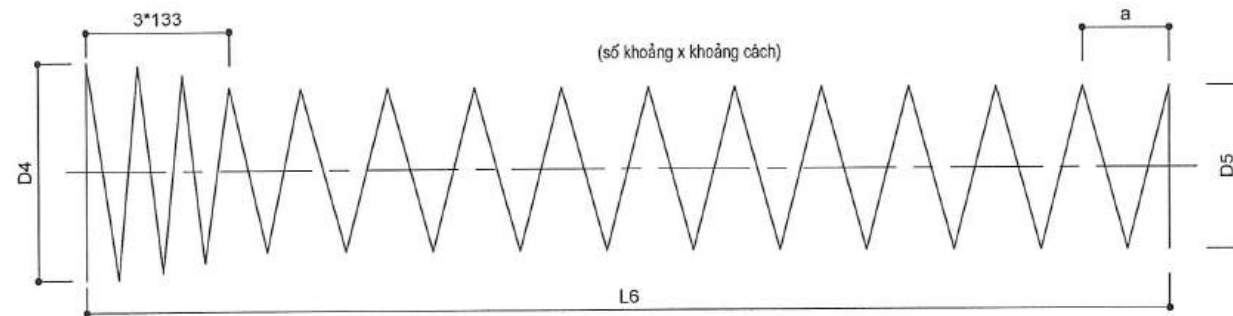 3*133
a
(số khoảng x khoảng cách)
D4
D5
L6